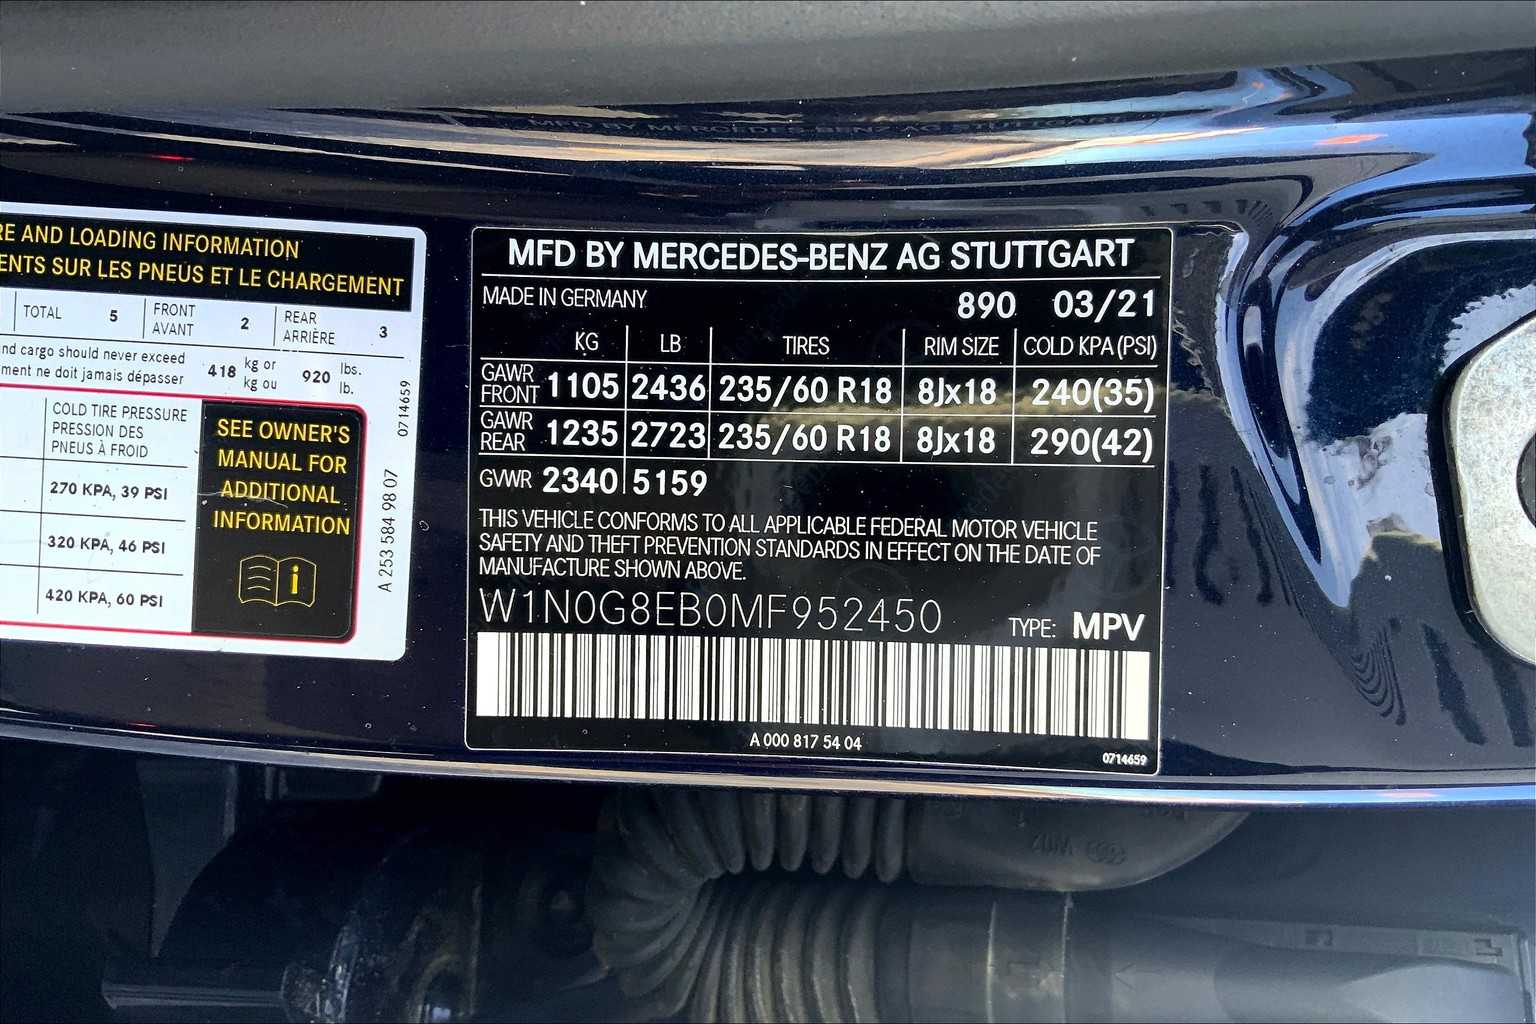 RE AND LOADING INFORMATION
ENTS SUR LES PNEUS ET LE CHARGEMENT
TOTAL 5 FRONT AVANT 2 REAR ARRIÈRE 3
nd cargo should never exceed
ment ne doit jamais dépasser
418 kg or kg ou 920 lbs. lb.
COLD TIRE PRESSURE
PRESSION DES
PNEUS À FROID
270 KPA, 39 PSI
320 KPA, 46 PSI
420 KPA, 60 PSI
SEE OWNER'S
MANUAL FOR
ADDITIONAL
INFORMATION
i
0714659
A 253 584 98 07
MFD BY MERCEDES-BENZ AG STUTTGART
MADE IN GERMANY 890 03/21
KG LB TIRES RIM SIZE COLD KPA (PSI)
GAWR FRONT 1105 2436 235/60 R18 8Jx18 240(35)
GAWR REAR 1235 2723 235/60 R18 8Jx18 290(42)
GVWR 2340 5159
THIS VEHICLE CONFORMS TO ALL APPLICABLE FEDERAL MOTOR VEHICLE
SAFETY AND THEFT PREVENTION STANDARDS IN EFFECT ON THE DATE OF
MANUFACTURE SHOWN ABOVE.
W1N0G8EB0MF952450 TYPE: MPV
A 000 817 54 04
0714659